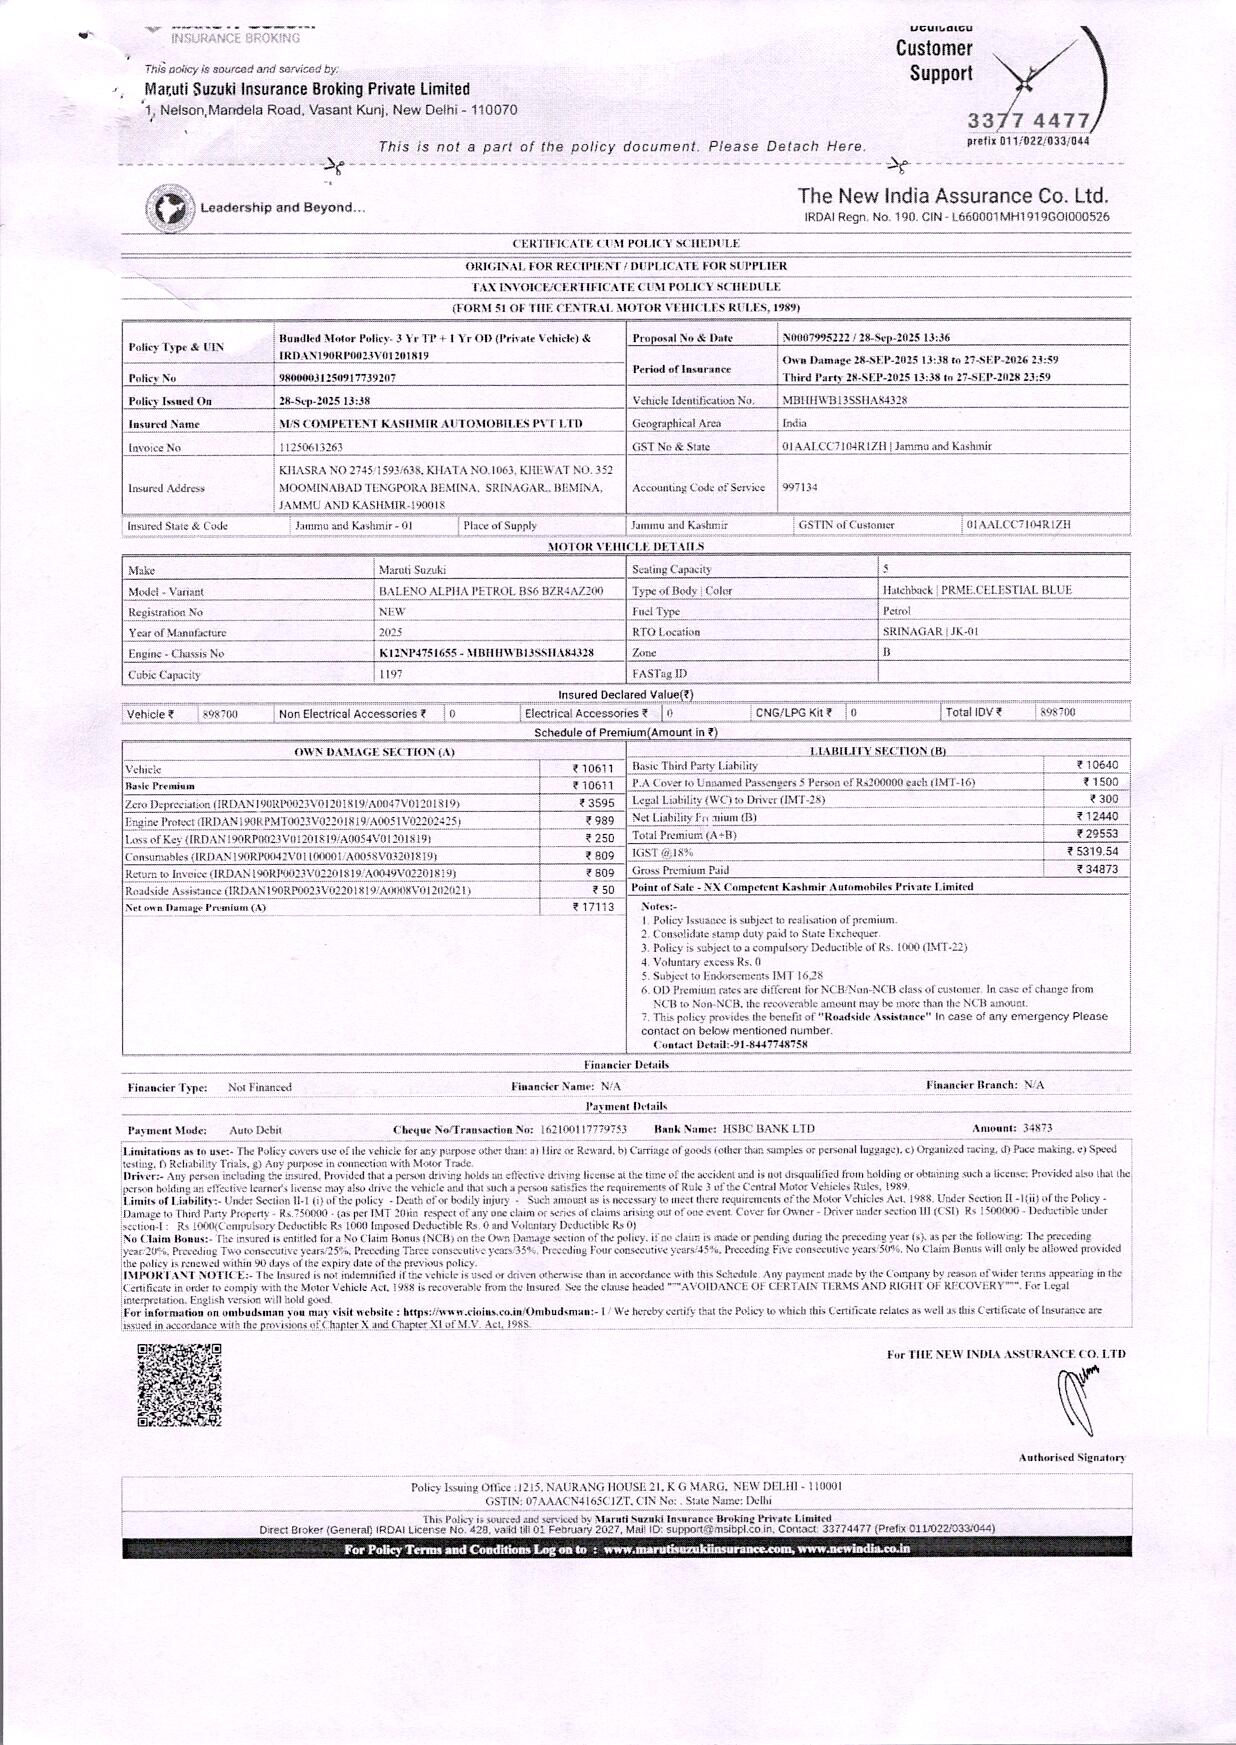 INSURANCE BROKING
This policy is sourced and serviced by:
Maruti Suzuki Insurance Broking Private Limited
1, Nelson Mandela Road, Vasant Kunj, New Delhi - 110070
Dedicated
Customer
Support
3377 4477
prefix 011/022/033/044
This is not a part of the policy document. Please Detach Here.
Leadership and Beyond...
The New India Assurance Co. Ltd.
IRDAI Regn. No. 190. CIN - L660001MH1919GOI000526
CERTIFICATE CUM POLICY SCHEDULE
ORIGINAL FOR RECIPIENT / DUPLICATE FOR SUPPLIER
TAX INVOICE/CERTIFICATE CUM POLICY SCHEDULE
(FORM 51 OF THE CENTRAL MOTOR VEHICLES RULES, 1989)
Policy Type & UIN Bundled Motor Policy- 3 Yr TP + 1 Yr OD (Private Vehicle) & IRDAN190RP0023V01201819
Proposal No & Date N0007995222 / 28-Sep-2025 13:36
Policy No 98000031250917739207
Period of Insurance Own Damage 28-SEP-2025 13:38 to 27-SEP-2026 23:59
Third Party 28-SEP-2025 13:38 to 27-SEP-2028 23:59
Policy Issued On 28-Sep-2025 13:38 Vehicle Identification No. MBHHWB13SSHA84328
Insured Name M/S COMPETENT KASHMIR AUTOMOBILES PVT LTD Geographical Area India
Invoice No 11250613263 GST No & State 01AALCC7104R1ZH | Jammu and Kashmir
Insured Address KHASRA NO 2745/1593/638, KHATA NO.1063, KHEWAT NO. 352
MOOMINABAD TENGPORA BEMINA, SRINAGAR,. BEMINA,
JAMMU AND KASHMIR-190018
Accounting Code of Service 997134
Insured State & Code Jammu and Kashmir - 01 Place of Supply Jammu and Kashmir GSTIN of Customer 01AALCC7104R1ZH
MOTOR VEHICLE DETAILS
Make Maruti Suzuki Seating Capacity 5
Model - Variant BALENO ALPHA PETROL BS6 BZR4AZ200 Type of Body | Color Hatchback | PRME.CELESTIAL BLUE
Registration No NEW Fuel Type Petrol
Year of Manufacture 2025 RTO Location SRINAGAR | JK-01
Engine - Chassis No K12NP4751655 - MBHHWB13SSHA84328 Zone B
Cubic Capacity 1197 FASTag ID
Insured Declared Value(₹)
Vehicle ₹ 898700 Non Electrical Accessories ₹ 0 Electrical Accessories ₹ 0 CNG/LPG Kit ₹ 0 Total IDV ₹ 898700
Schedule of Premium(Amount in ₹)
OWN DAMAGE SECTION (A)
Vehicle ₹ 10611
Basic Premium ₹ 10611
Zero Depreciation (IRDAN190RP0023V01201819/A0047V01201819) ₹ 3595
Engine Protect (IRDAN190RPMT0023V02201819/A0051V02202425) ₹ 989
Loss of Key (IRDAN190RP0023V01201819/A0054V01201819) ₹ 250
Consumables (IRDAN190RP0042V01100001/A0058V03201819) ₹ 809
Return to Invoice (IRDAN190RP0023V02201819/A0049V02201819) ₹ 809
Roadside Assistance (IRDAN190RP0023V02201819/A0008V01202021) ₹ 50
Net own Damage Premium (A) ₹ 17113
LIABILITY SECTION (B)
Basic Third Party Liability ₹ 10640
P.A Cover to Unnamed Passengers 5 Person of Rs200000 each (IMT-16) ₹ 1500
Legal Liability (WC) to Driver (IMT-28) ₹ 300
Net Liability Premium (B) ₹ 12440
Total Premium (A+B) ₹ 29553
IGST @18% ₹ 5319.54
Gross Premium Paid ₹ 34873
Point of Sale - NX Competent Kashmir Automobiles Private Limited
Notes:-
1. Policy Issuance is subject to realisation of premium.
2. Consolidate stamp duty paid to State Exchequer.
3. Policy is subject to a compulsory Deductible of Rs. 1000 (IMT-22)
4. Voluntary excess Rs. 0
5. Subject to Endorsements IMT 16,28
6. OD Premium rates are different for NCB/Non-NCB class of customer. In case of change from
NCB to Non-NCB, the recoverable amount may be more than the NCB amount.
7. This policy provides the benefit of "Roadside Assistance" In case of any emergency Please
contact on below mentioned number.
Contact Detail:-91-8447748758
Financier Details
Financier Type: Not Financed Financier Name: N/A Financier Branch: N/A
Payment Details
Payment Mode: Auto Debit Cheque No/Transaction No: 162100117779753 Bank Name: HSBC BANK LTD Amount: 34873
Limitations as to use:- The Policy covers use of the vehicle for any purpose other than: a) Hire or Reward, b) Carriage of goods (other than samples or personal luggage), c) Organized racing, d) Pace making, e) Speed
testing, f) Reliability Trials, g) Any purpose in connection with Motor Trade.
Driver:- Any person including the insured, Provided that a person driving holds an effective driving license at the time of the accident and is not disqualified from holding or obtaining such a license; Provided also that the
person holding an effective learner's license may also drive the vehicle and that such a person satisfies the requirements of Rule 3 of the Central Motor Vehicles Rules, 1989.
Limits of Liability:- Under Section II-1 (i) of the policy - Death of or bodily injury - Such amount as is necessary to meet there requirements of the Motor Vehicles Act, 1988. Under Section II -1(ii) of the Policy -
Damage to Third Party Property - Rs.750000 - (as per IMT 20)in respect of any one claim or series of claims arising out of one event. Cover for Owner - Driver under section III (CSI) Rs 1500000 - Deductible under
section-I : Rs 1000(Compulsory Deductible Rs 1000 Imposed Deductible Rs. 0 and Voluntary Deductible Rs 0)
No Claim Bonus:- The insured is entitled for a No Claim Bonus (NCB) on the Own Damage section of the policy, if no claim is made or pending during the preceding year (s), as per the following: The preceding
year/20%, Preceding Two consecutive years/25%, Preceding Three consecutive years/35%, Preceding Four consecutive years/45%, Preceding Five consecutive years/50%. No Claim Bonus will only be allowed provided
the policy is renewed within 90 days of the expiry date of the previous policy.
IMPORTANT NOTICE:- The Insured is not indemnified if the vehicle is used or driven otherwise than in accordance with this Schedule. Any payment made by the Company by reason of wider terms appearing in the
Certificate in order to comply with the Motor Vehicle Act, 1988 is recoverable from the Insured. See the clause headed """AVOIDANCE OF CERTAIN TERMS AND RIGHT OF RECOVERY""". For Legal
interpretation, English version will hold good.
For information on ombudsman you may visit website : https://www.cioins.co.in/Ombudsman:- I / We hereby certify that the Policy to which this Certificate relates as well as this Certificate of Insurance are
issued in accordance with the provisions of Chapter X and Chapter XI of M.V. Act, 1988.
For THE NEW INDIA ASSURANCE CO. LTD
Authorised Signatory
Policy Issuing Office :1215, NAURANG HOUSE 21, K G MARG, NEW DELHI - 110001
GSTIN: 07AAACN4165C1ZT, CIN No: . State Name: Delhi
This Policy is sourced and serviced by Maruti Suzuki Insurance Broking Private Limited
Direct Broker (General) IRDAI License No. 428, valid till 01 February 2027, Mail ID: support@msibpl.co.in, Contact: 33774477 (Prefix 011/022/033/044)
For Policy Terms and Conditions Log on to : www.marutisuzukiinsurance.com, www.newindia.co.in